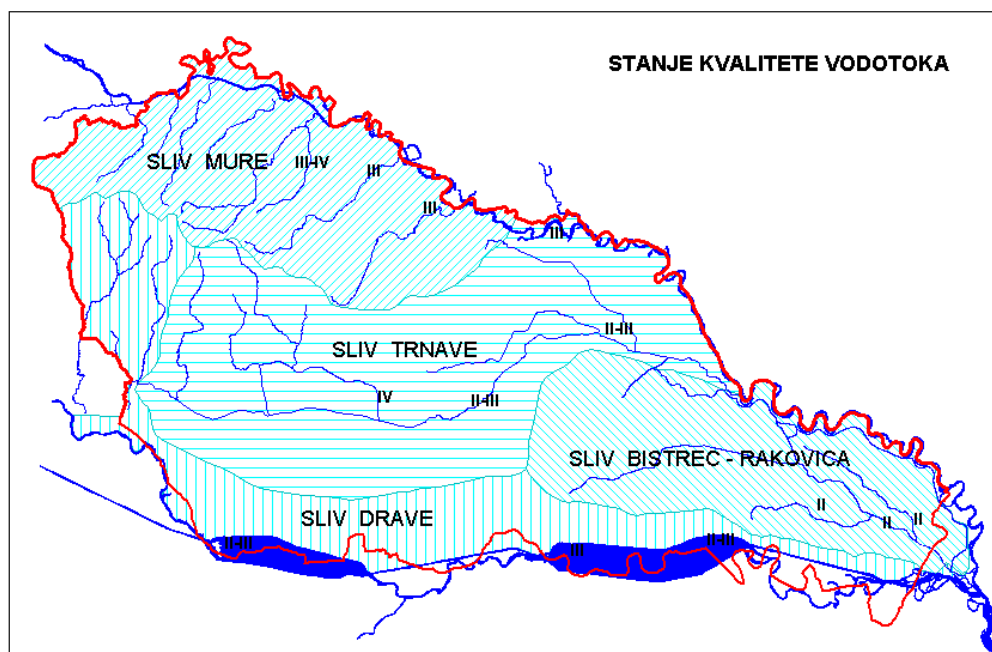 STANJE KVALITETE VODOTOKA
SLIV MURE
III-IV
III
III
III
II-III
SLIV TRNAVE
IV
II-III
SLIV BISTREC - RAKOVICA
II
II
II
SLIV DRAVE
II-III
III
II-III